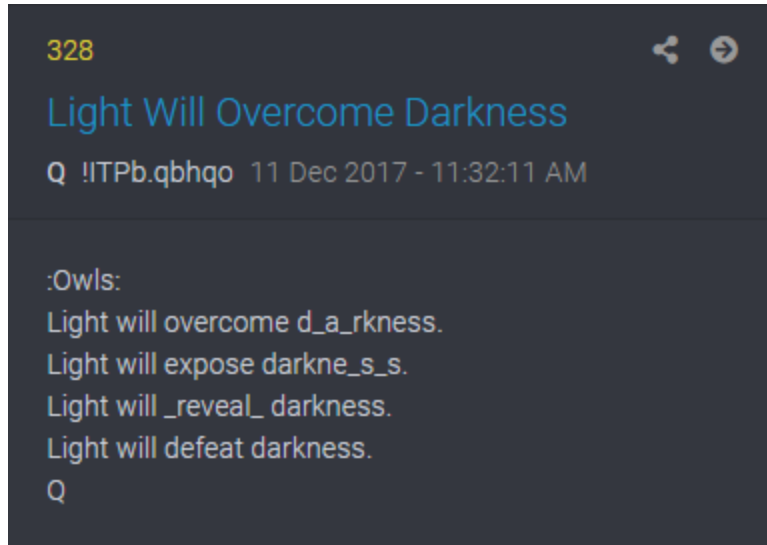 328
Light Will Overcome Darkness
Q !ITPb.qbhqo 11 Dec 2017 - 11:32:11 AM
:Owls:
Light will overcome d_a_rkness.
Light will expose darkne_s_s.
Light will _reveal_ darkness.
Light will defeat darkness.
Q